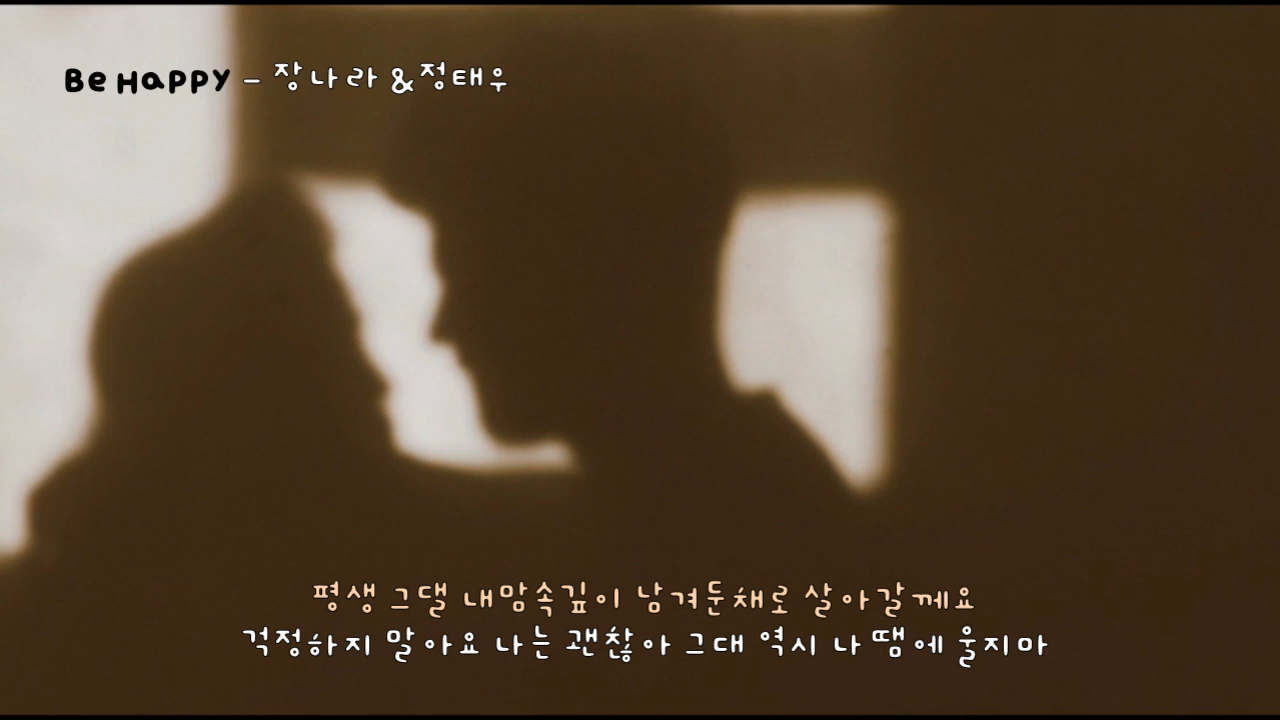 Be Happy - 장나라 &정태우
평생 그댈 내맘속깊이 남겨둔채로 살아갈께요
걱정하지 말아요 나는 괜찮아 그대 역시 나 땜에 울지마